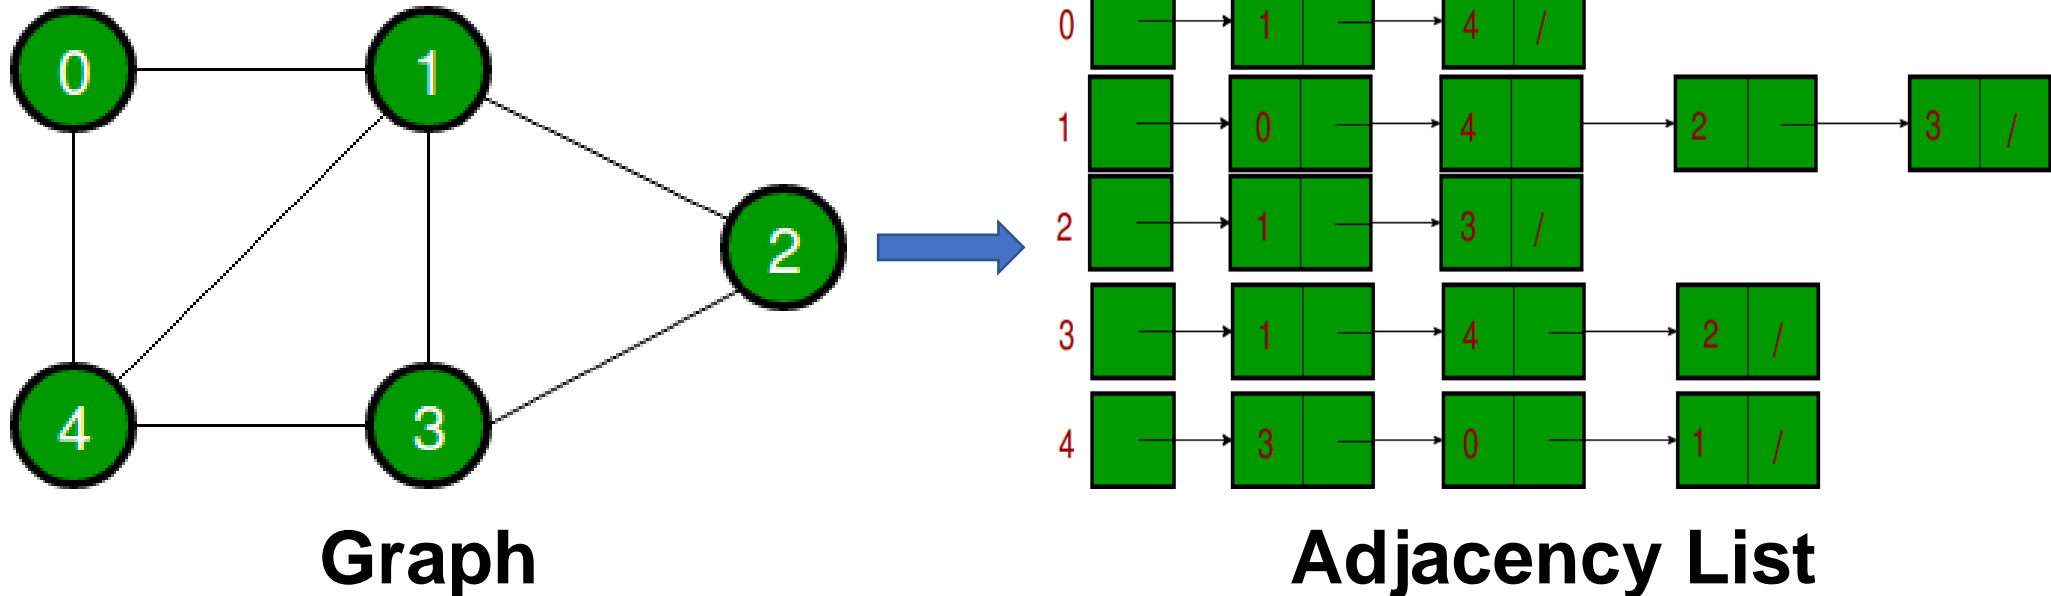 0 1
2
4 3
Graph
0 1 4 /
1 0 4 2 3 /
2 1 3 /
3 1 4 2 /
4 3 0 1 /
Adjacency List